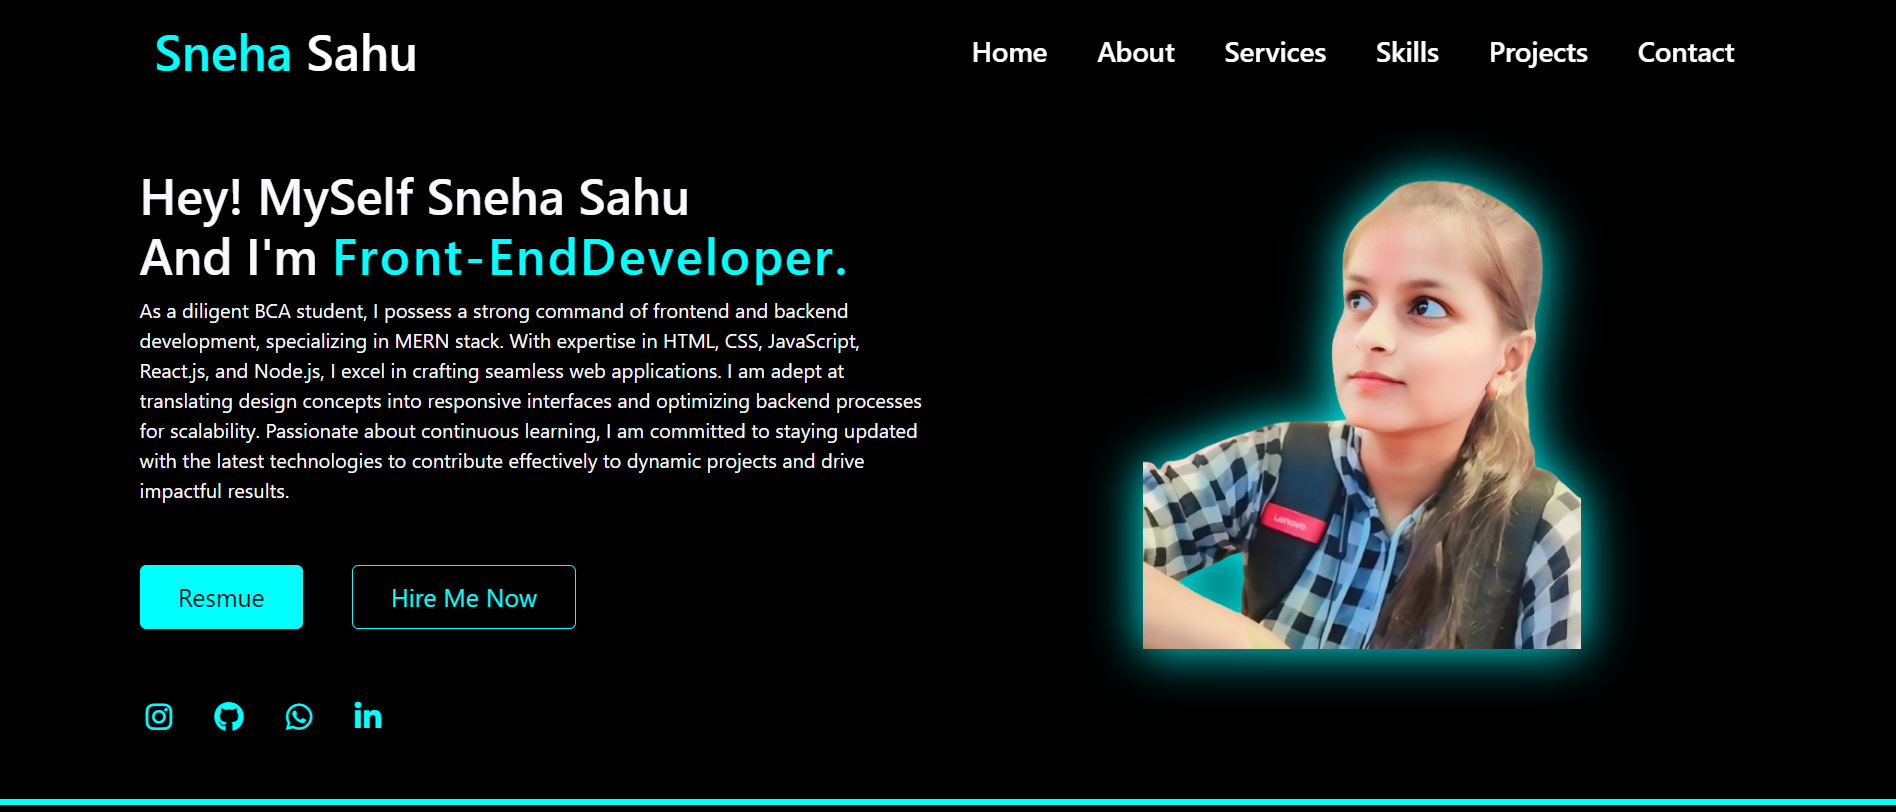 Sneha Sahu
Home About Services Skills Projects Contact
Hey! MySelf Sneha Sahu
And I'm Front-EndDeveloper.
As a diligent BCA student, I possess a strong command of frontend and backend
development, specializing in MERN stack. With expertise in HTML, CSS, JavaScript,
React.js, and Node.js, I excel in crafting seamless web applications. I am adept at
translating design concepts into responsive interfaces and optimizing backend processes
for scalability. Passionate about continuous learning, I am committed to staying updated
with the latest technologies to contribute effectively to dynamic projects and drive
impactful results.
Resmue
Hire Me Now
in
Lenovo